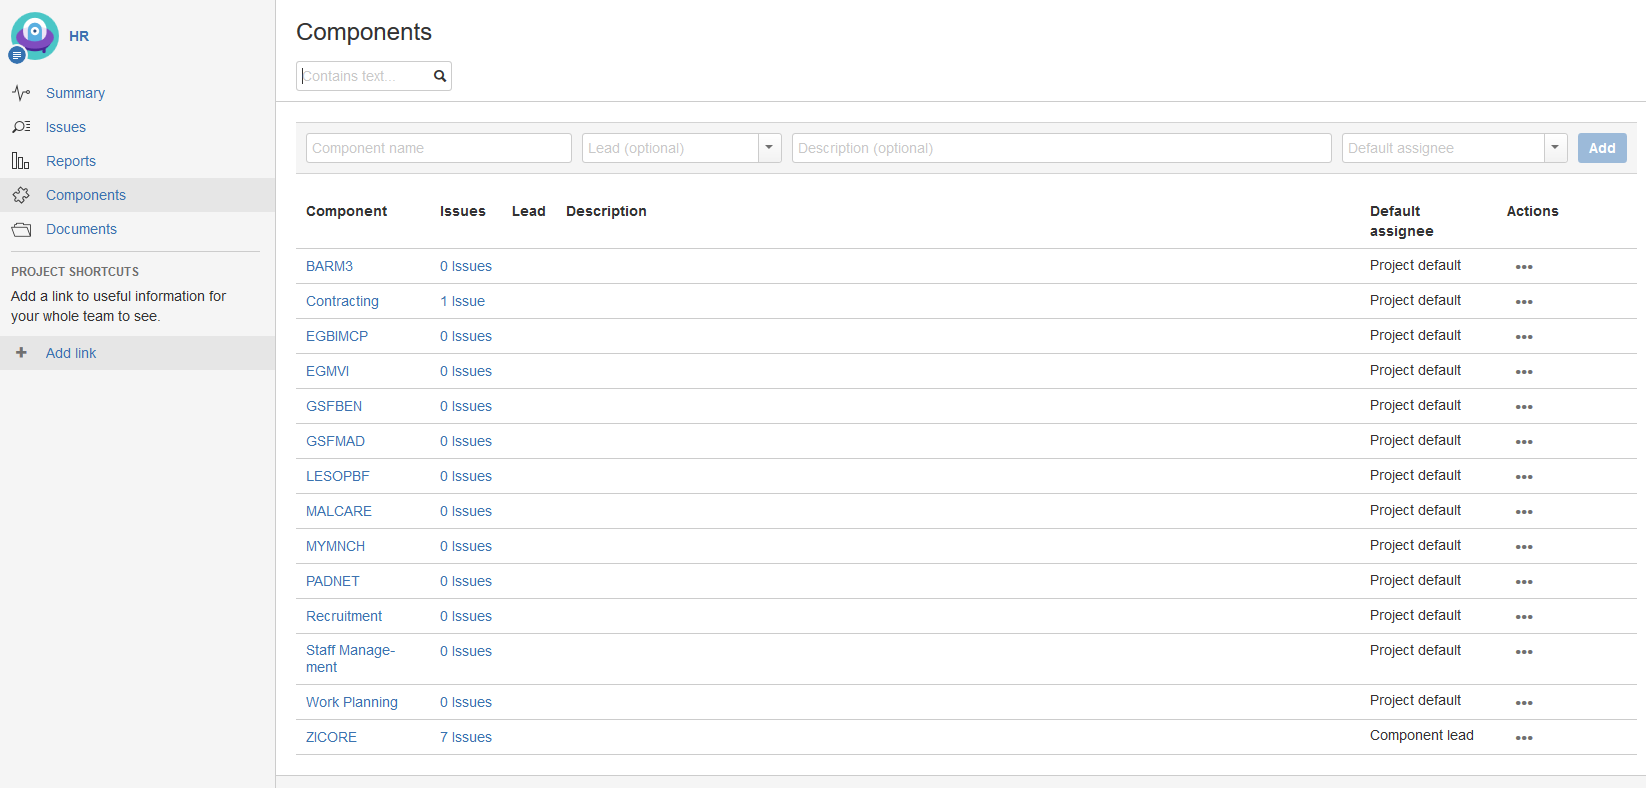 HR
Summary
Issues
Reports
Components
Documents
PROJECT SHORTCUTS
Add a link to useful information for
your whole team to see.
Add link
Components
Contains text...
Component name
Lead (optional)
Description (optional)
Default assignee
Add
Component Issues Lead Description Default assignee Actions
BARM3 0 Issues Project default
Contracting 1 Issue Project default
EGBIMCP 0 Issues Project default
EGMVI 0 Issues Project default
GSFBEN 0 Issues Project default
GSFMAD 0 Issues Project default
LESOPBF 0 Issues Project default
MALCARE 0 Issues Project default
MYMNCH 0 Issues Project default
PADNET 0 Issues Project default
Recruitment 0 Issues Project default
Staff Manage-
ment 0 Issues Project default
Work Planning 0 Issues Project default
ZICORE 7 Issues Component lead